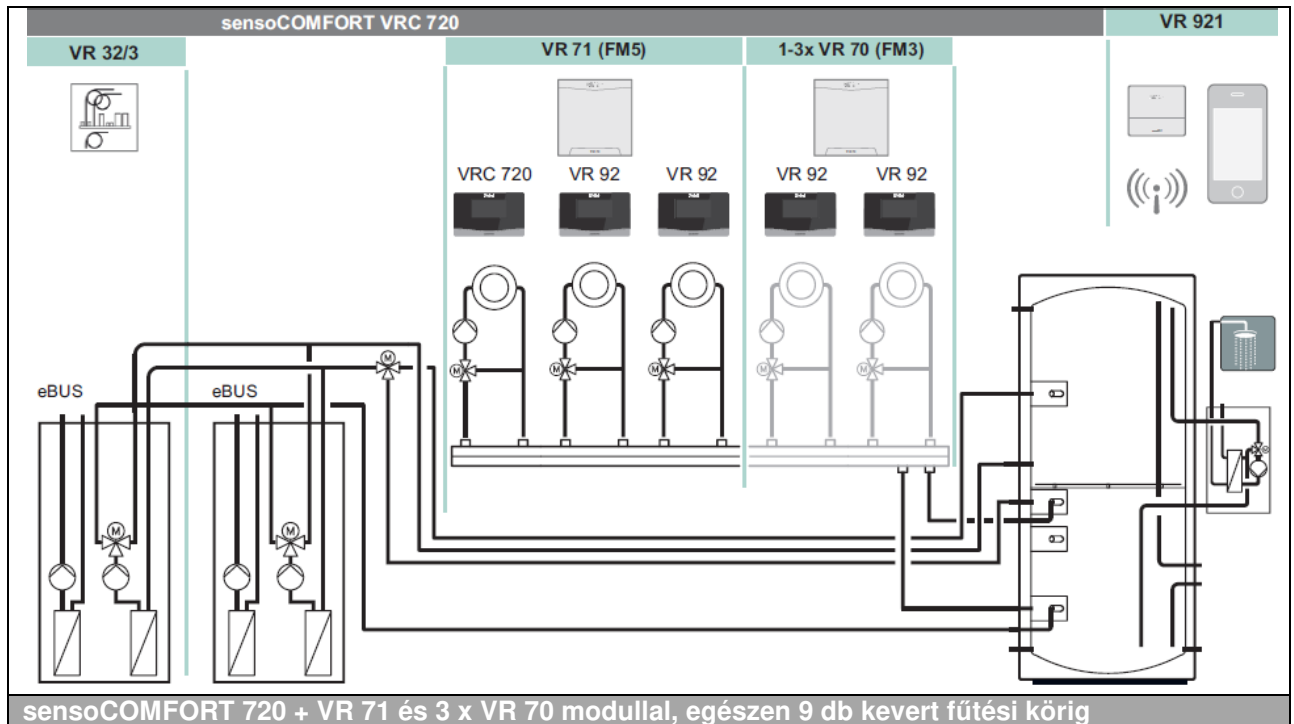 sensoCOMFORT VRC 720
VR 921
VR 32/3
VR 71 (FM5)
1-3x VR 70 (FM3)
VRC 720
VR 92
VR 92
VR 92
VR 92
M
M
M
M
eBUS
eBUS
M
M
sensoCOMFORT 720 + VR 71 és 3 x VR 70 modullal, egészen 9 db kevert fűtési körig